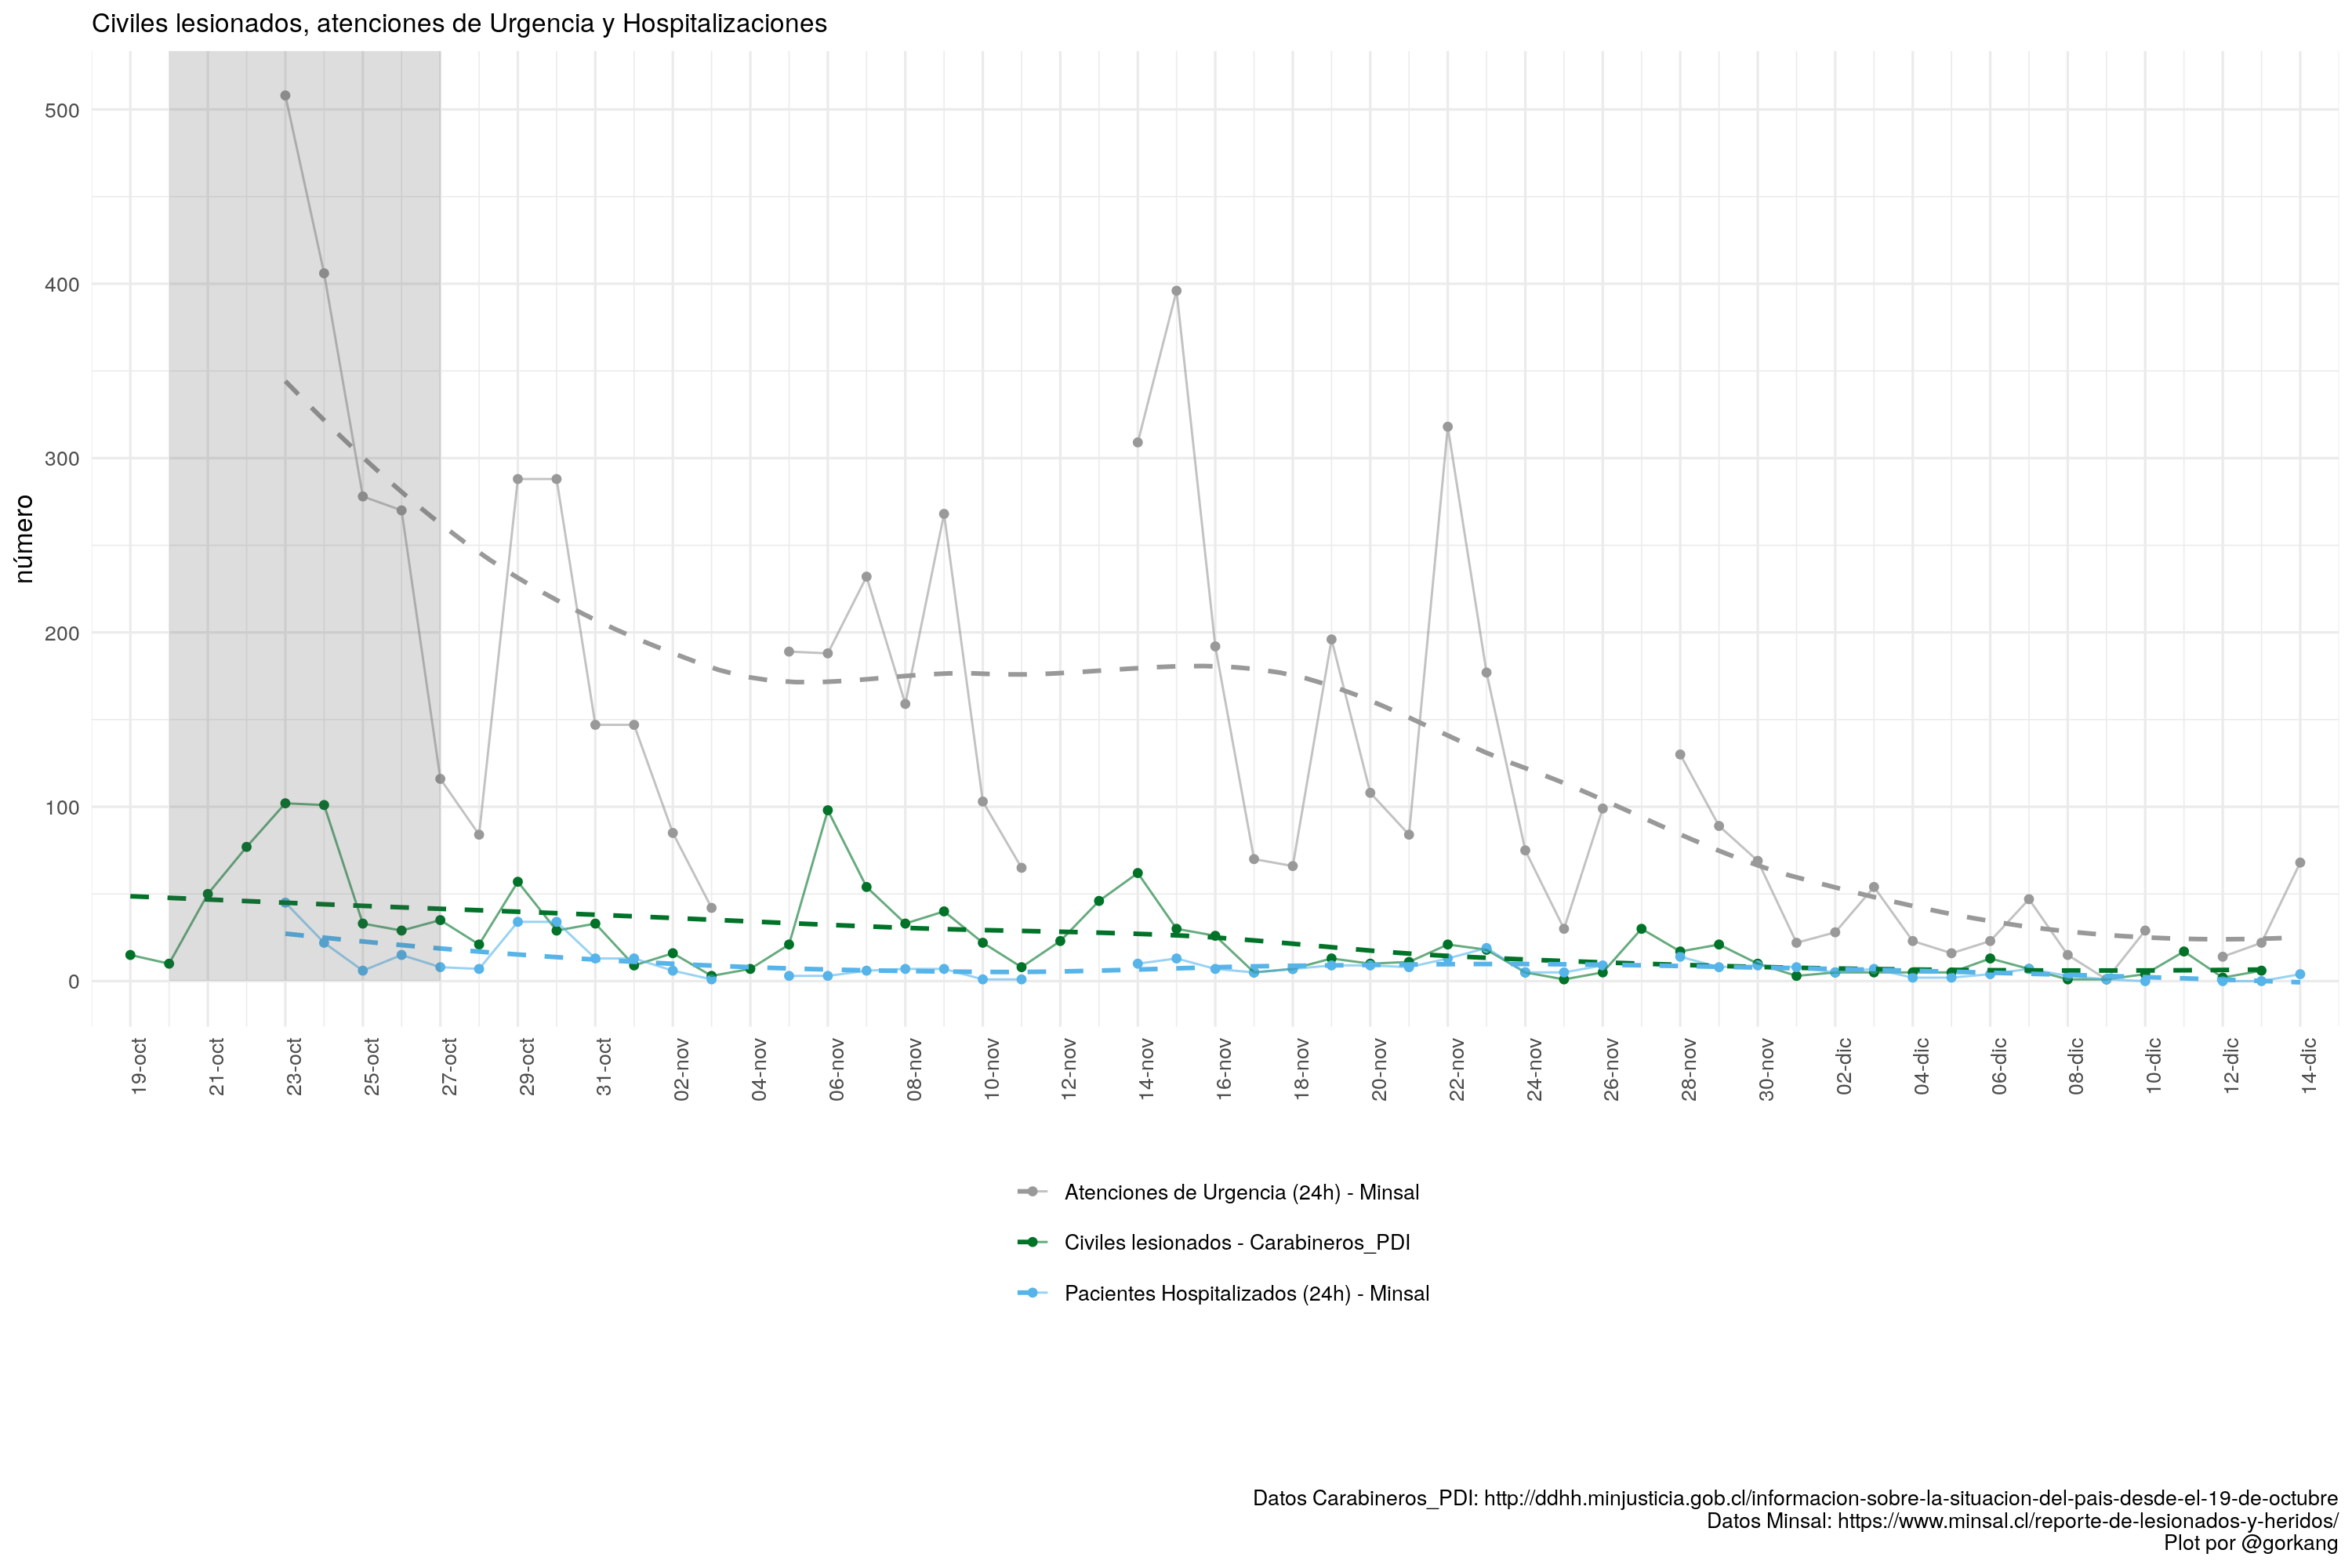 Civiles lesionados, atenciones de Urgencia y Hospitalizaciones
número
500
400
300
200
100
0
19-oct
21-oct
23-oct
25-oct
27-oct
29-oct
31-oct
02-nov
04-nov
06-nov
08-nov
10-nov
12-nov
14-nov
16-nov
18-nov
20-nov
22-nov
24-nov
26-nov
28-nov
30-nov
02-dic
04-dic
06-dic
08-dic
10-dic
12-dic
14-dic
Atenciones de Urgencia (24h) - Minsal
Civiles lesionados - Carabineros_PDI
Pacientes Hospitalizados (24h) - Minsal
Datos Carabineros_PDI: http://ddhh.minjusticia.gob.cl/informacion-sobre-la-situacion-del-pais-desde-el-19-de-octubre
Datos Minsal: https://www.minsal.cl/reporte-de-lesionados-y-heridos/
Plot por @gorkang